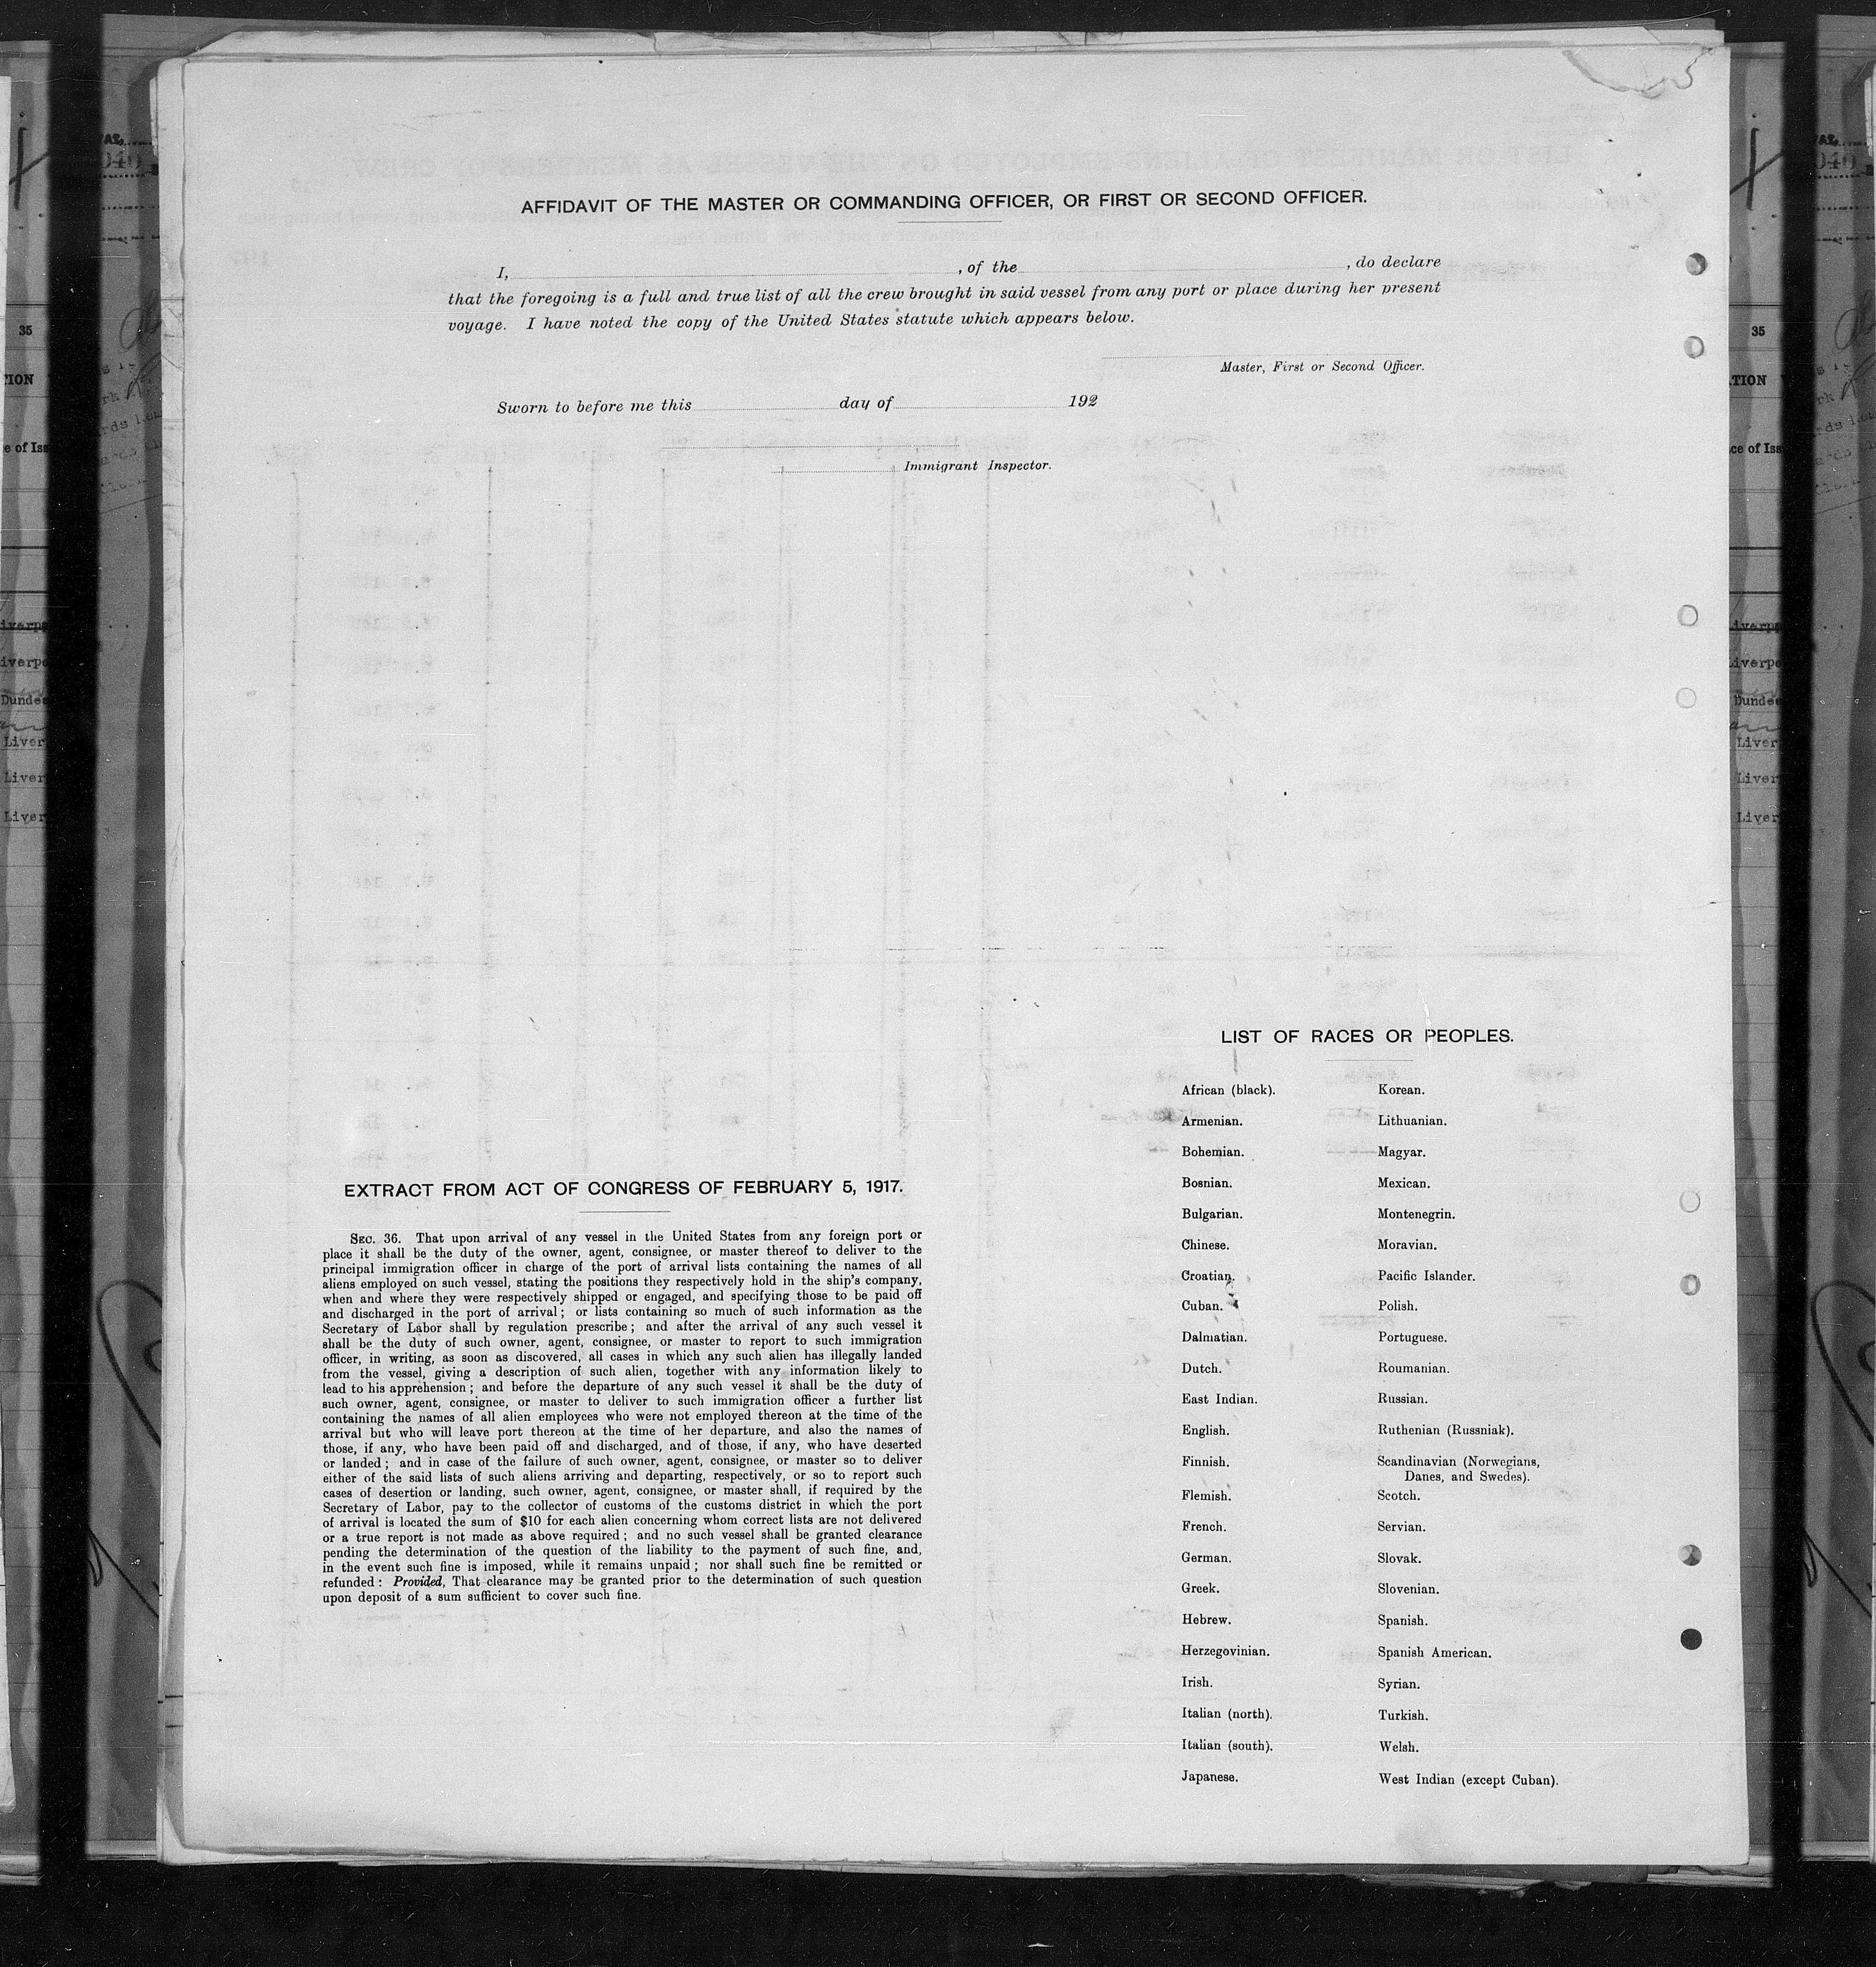 AFFIDAVIT OF THE MASTER OR COMMANDING OFFICER, OR FIRST OR SECOND OFFICER.
I, , of the , do declare
that the foregoing is a full and true list of all the crew brought in said vessel from any port or place during her present
voyage. I have noted the copy of the United States statute which appears below.
Master, First or Second Officer.
Sworn to before me this day of 192
Immigrant Inspector.
EXTRACT FROM ACT OF CONGRESS OF FEBRUARY 5, 1917.
SEC. 36. That upon arrival of any vessel in the United States from any foreign port or
place it shall be the duty of the owner, agent, consignee, or master thereof to deliver to the
principal immigration officer in charge of the port of arrival lists containing the names of all
aliens employed on such vessel, stating the positions they respectively hold in the ship's company,
when and where they were respectively shipped or engaged, and specifying those to be paid off
and discharged in the port of arrival; or lists containing so much of such information as the
Secretary of Labor shall by regulation prescribe; and after the arrival of any such vessel it
shall be the duty of such owner, agent, consignee, or master to report to such immigration
officer, in writing, as soon as discovered, all cases in which any such alien has illegally landed
from the vessel, giving a description of such alien, together with any information likely to
lead to his apprehension; and before the departure of any such vessel it shall be the duty of
such owner, agent, consignee, or master to deliver to such immigration officer a further list
containing the names of all alien employees who were not employed thereon at the time of the
arrival but who will leave port thereon at the time of her departure, and also the names of
those, if any, who have been paid off and discharged, and of those, if any, who have deserted
or landed; and in case of the failure of such owner, agent, consignee, or master so to deliver
either of the said lists of such aliens arriving and departing, respectively, or so to report such
cases of desertion or landing, such owner, agent, consignee, or master shall, if required by the
Secretary of Labor, pay to the collector of customs of the customs district in which the port
of arrival is located the sum of $10 for each alien concerning whom correct lists are not delivered
or a true report is not made as above required; and no such vessel shall be granted clearance
pending the determination of the question of the liability to the payment of such fine, and,
in the event such fine is imposed, while it remains unpaid; nor shall such fine be remitted or
refunded: Provided, That clearance may be granted prior to the determination of such question
upon deposit of a sum sufficient to cover such fine.
LIST OF RACES OR PEOPLES.
African (black).
Armenian.
Bohemian.
Bosnian.
Bulgarian.
Chinese.
Croatian.
Cuban.
Dalmatian.
Dutch.
East Indian.
English.
Finnish.
Flemish.
French.
German.
Greek.
Hebrew.
Herzegovinian.
Irish.
Italian (north).
Italian (south).
Japanese.
Korean.
Lithuanian.
Magyar.
Mexican.
Montenegrin.
Moravian.
Pacific Islander.
Polish.
Portuguese.
Roumanian.
Russian.
Ruthenian (Russniak).
Scandinavian (Norwegians,
Danes, and Swedes).
Scotch.
Servian.
Slovak.
Slovenian.
Spanish.
Spanish American.
Syrian.
Turkish.
Welsh.
West Indian (except Cuban).